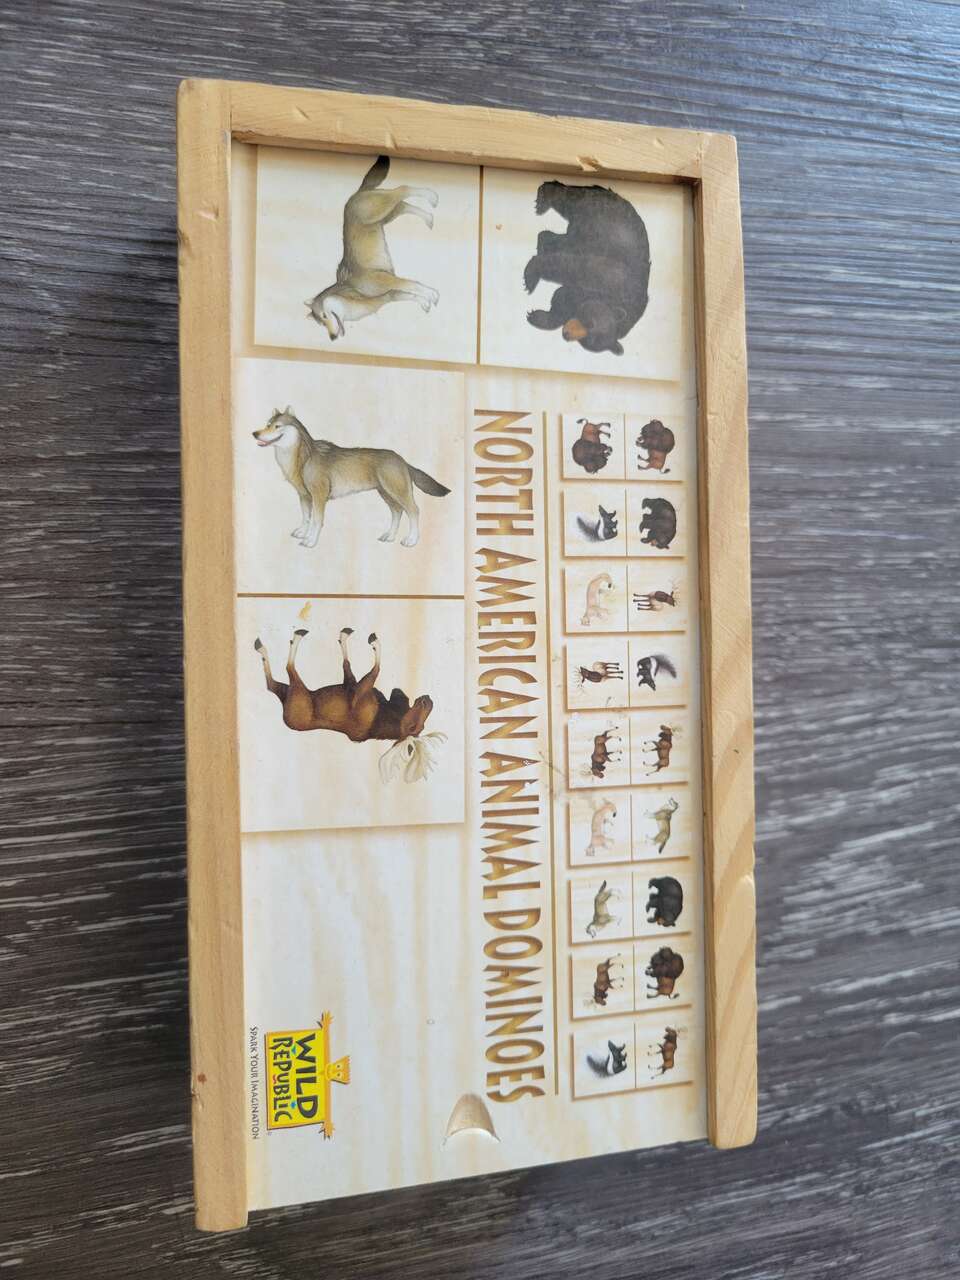 NORTH AMERICAN ANIMAL DOMINOES
WILD
REPUBLIC
SPARK YOUR IMAGINATION